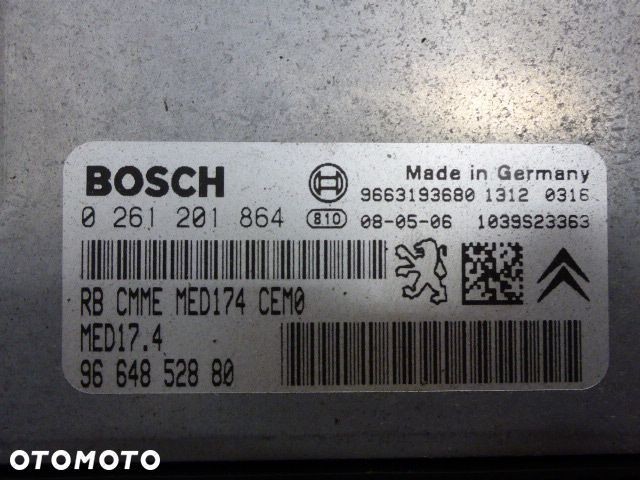 BOSCH
Made in Germany
9663193680 1312 0316
0 261 201 864
810
08-05-06 1039S23363
RB CMME MED174 CEM0
MED17.4
96 648 528 80
OTOMOTO